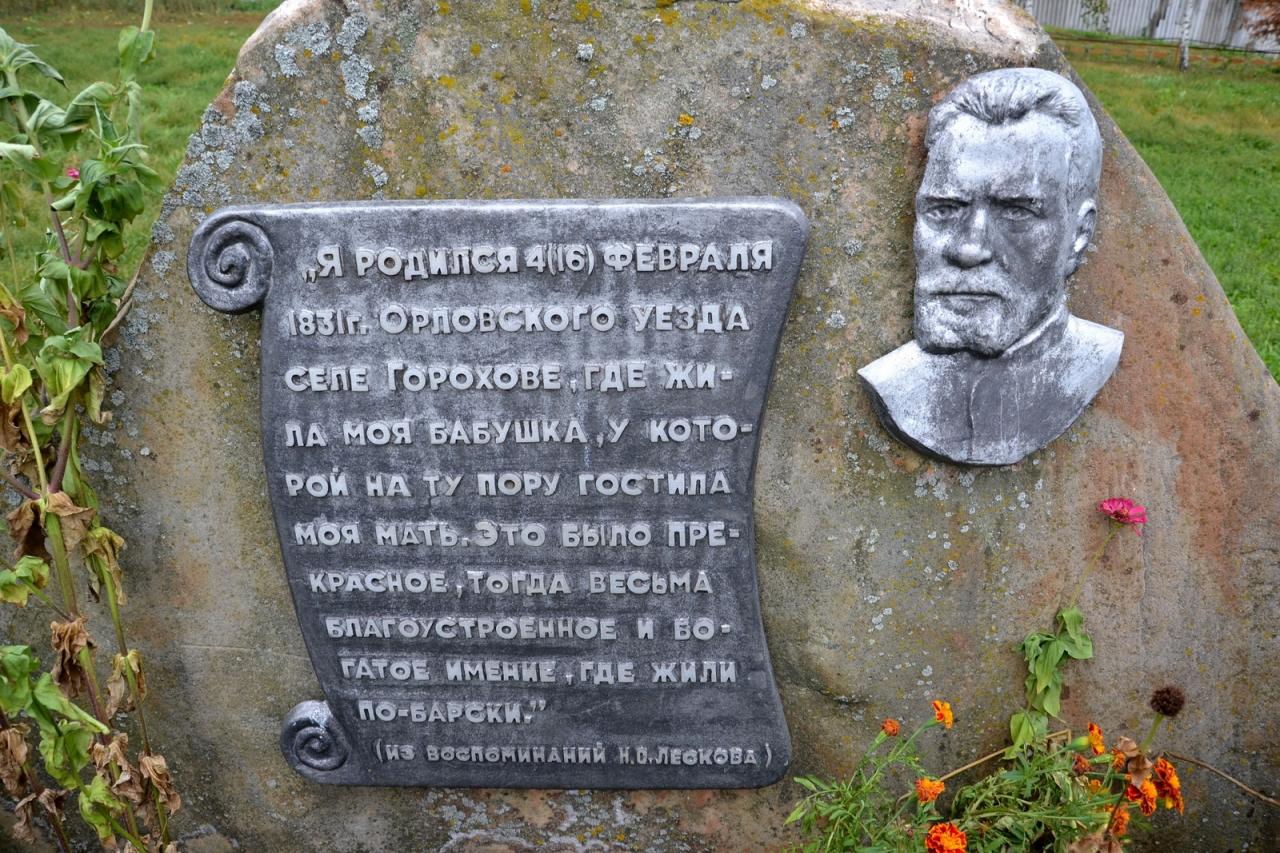 „Я родился 4(16) февраля
1831г. Орловского уезда
селе Горохове, где жи-
ла моя бабушка, у кото-
рой на ту пору гостила
моя мать. Это было пре-
красное, тогда весьма
благоустроенное и бо-
гатое имение, где жили
по-барски."
(из воспоминаний Н.С.Лескова)